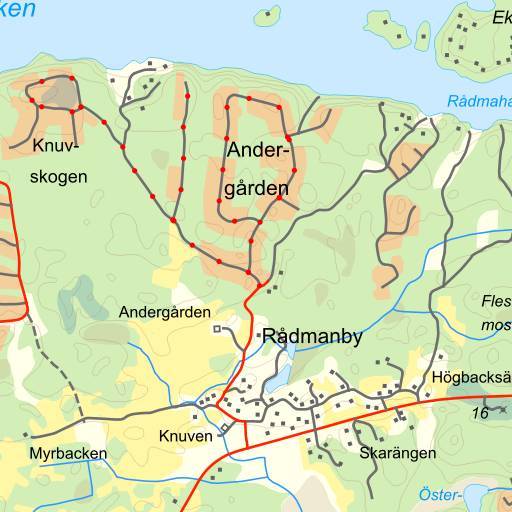 ken
Ek
Rådmaha
Knuv-
skogen
Ander-
gården
Andergården
Rådmanby
Fles
mos
Högbacksä
16
Knuven
Myrbacken
Skarängen
Öster-